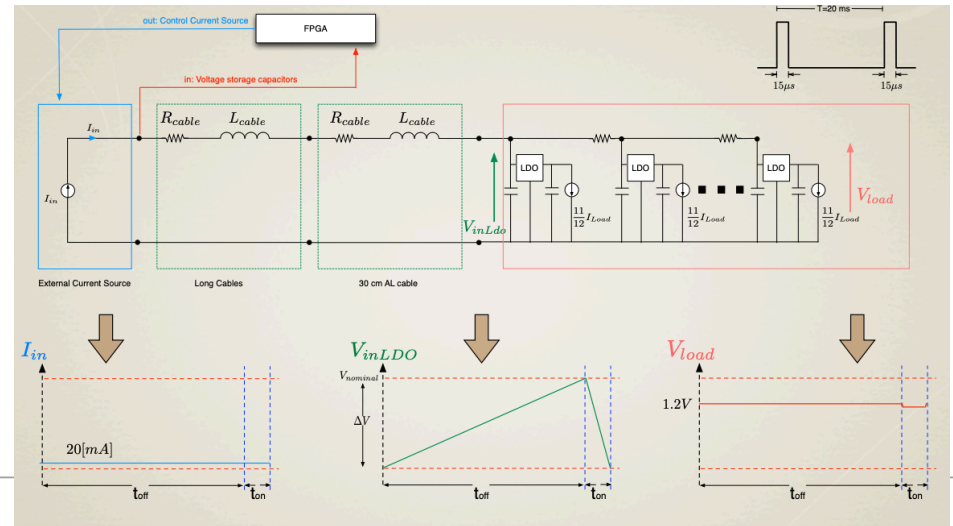 out: Control Current Source
FPGA
T=20 ms
in: Voltage storage capacitors
15μs
15μs
I_in
R_cable
L_cable
R_cable
L_cable
I_in
LDO
LDO
LDO
V_inLdo
11/12 I_Load
11/12 I_Load
11/12 I_Load
V_load
External Current Source
Long Cables
30 cm AL cable
I_in
V_inLDO
V_load
V_nominal
1.2V
ΔV
20[mA]
t_off
t_on
t_off
t_on
t_off
t_on